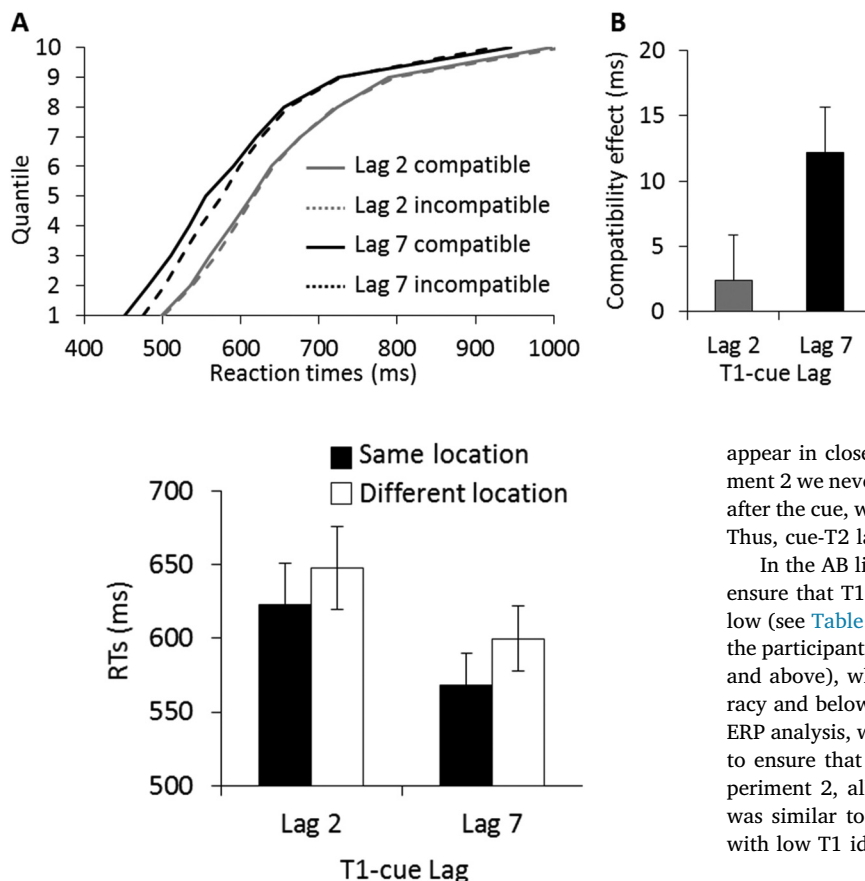 A
10
9
8
7
6
5
4
3
2
1
Quantile
Lag 2 compatible
Lag 2 incompatible
Lag 7 compatible
Lag 7 incompatible
400 500 600 700 800 900 1000
Reaction times (ms)
B
20
15
10
5
0
Compatibility effect (ms)
Lag 2 Lag 7
T1-cue Lag
Same location
Different location
700
650
600
550
500
RTs (ms)
Lag 2 Lag 7
T1-cue Lag
appear in close
ment 2 we neve
after the cue, w
Thus, cue-T2 la
In the AB li
ensure that T1
low (see Table
the participant
and above), wl
racy and below
ERP analysis, w
to ensure that
periment 2, al
was similar to
with low T1 id